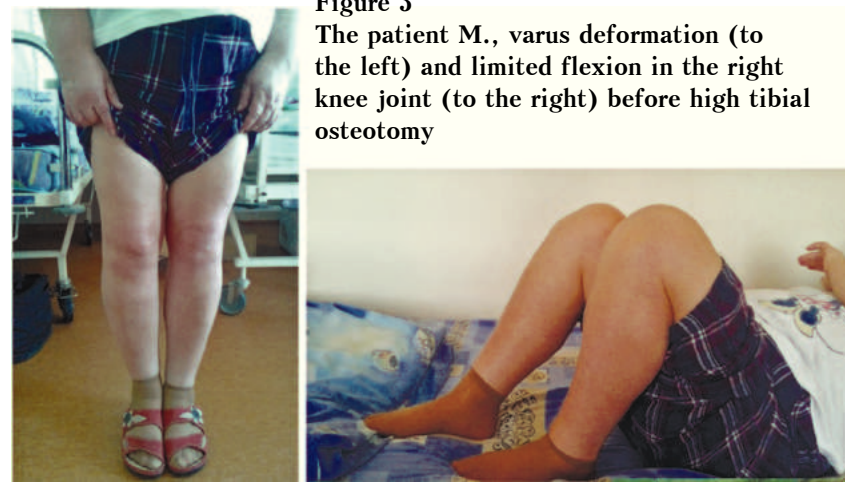 Figure
The patient M., varus deformation (to
the left) and limited flexion in the right
knee joint (to the right) before high tibial
osteotomy